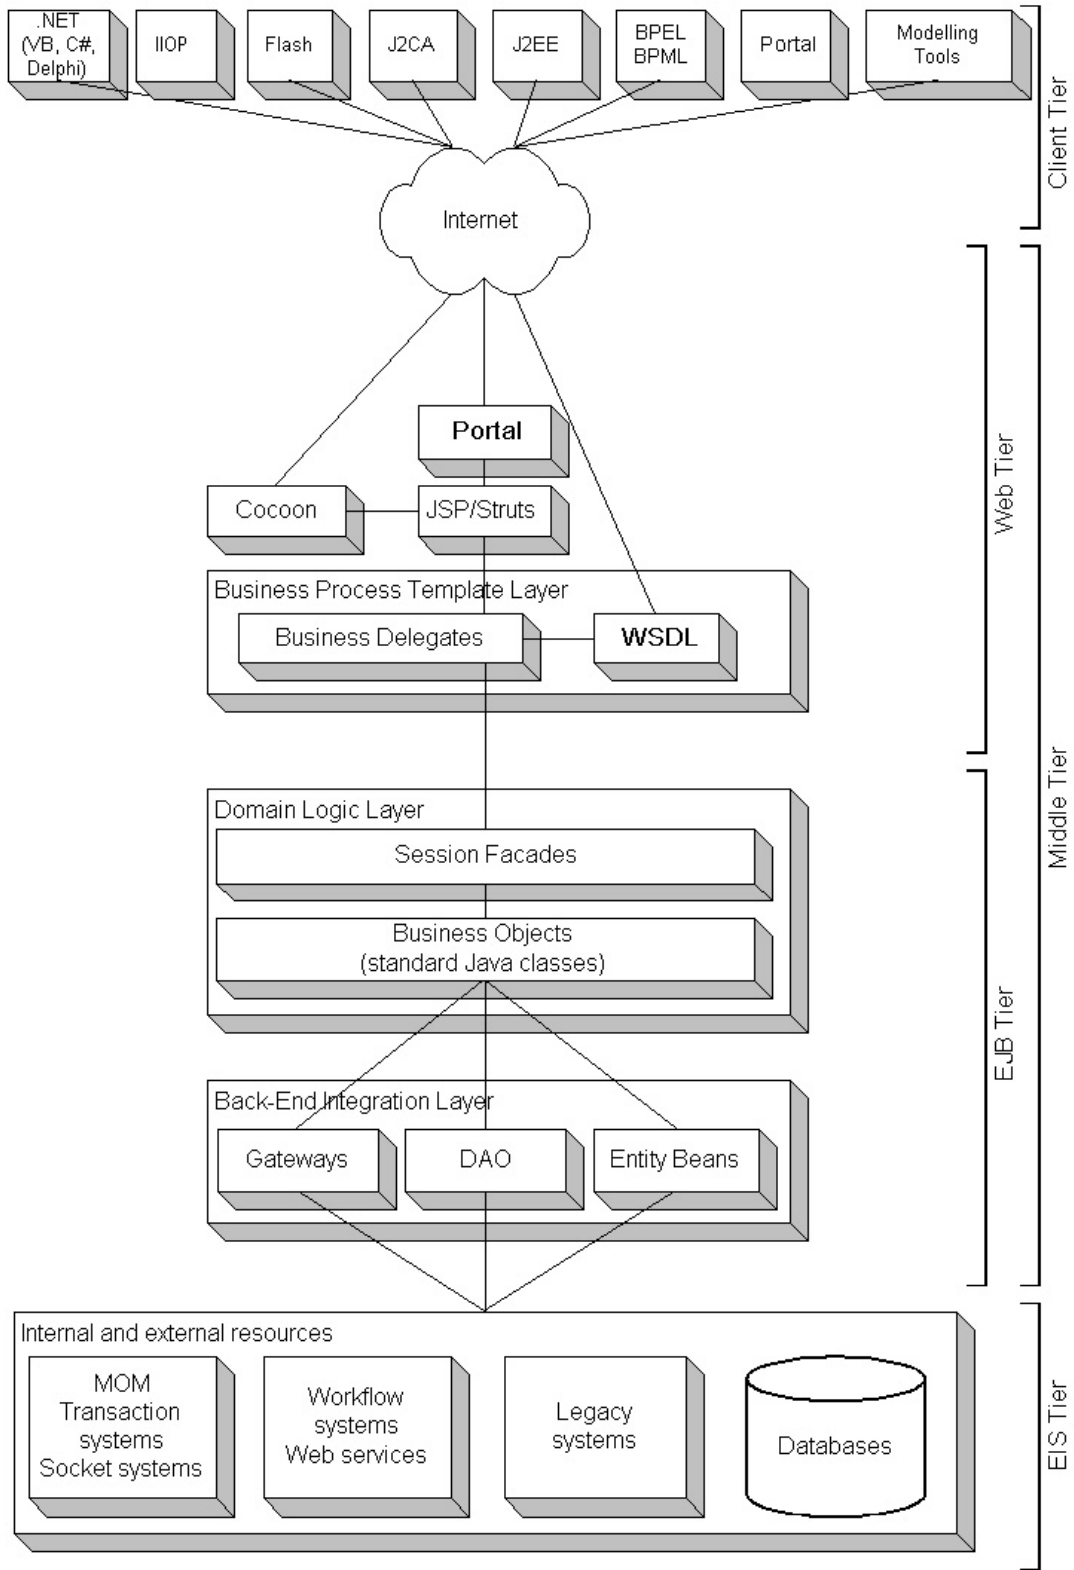 .NET
(VB, C#,
Delphi)
IIOP
Flash
J2CA
J2EE
BPEL
BPML
Portal
Modelling
Tools
Client Tier
Internet
Portal
Cocoon
JSP/Struts
Business Process Template Layer
Business Delegates
WSDL
Web Tier
Middle Tier
Domain Logic Layer
Session Facades
Business Objects
(standard Java classes)
EJB Tier
Back-End Integration Layer
Gateways
DAO
Entity Beans
Internal and external resources
MOM
Transaction
systems
Socket systems
Workflow
systems
Web services
Legacy
systems
Databases
EIS Tier